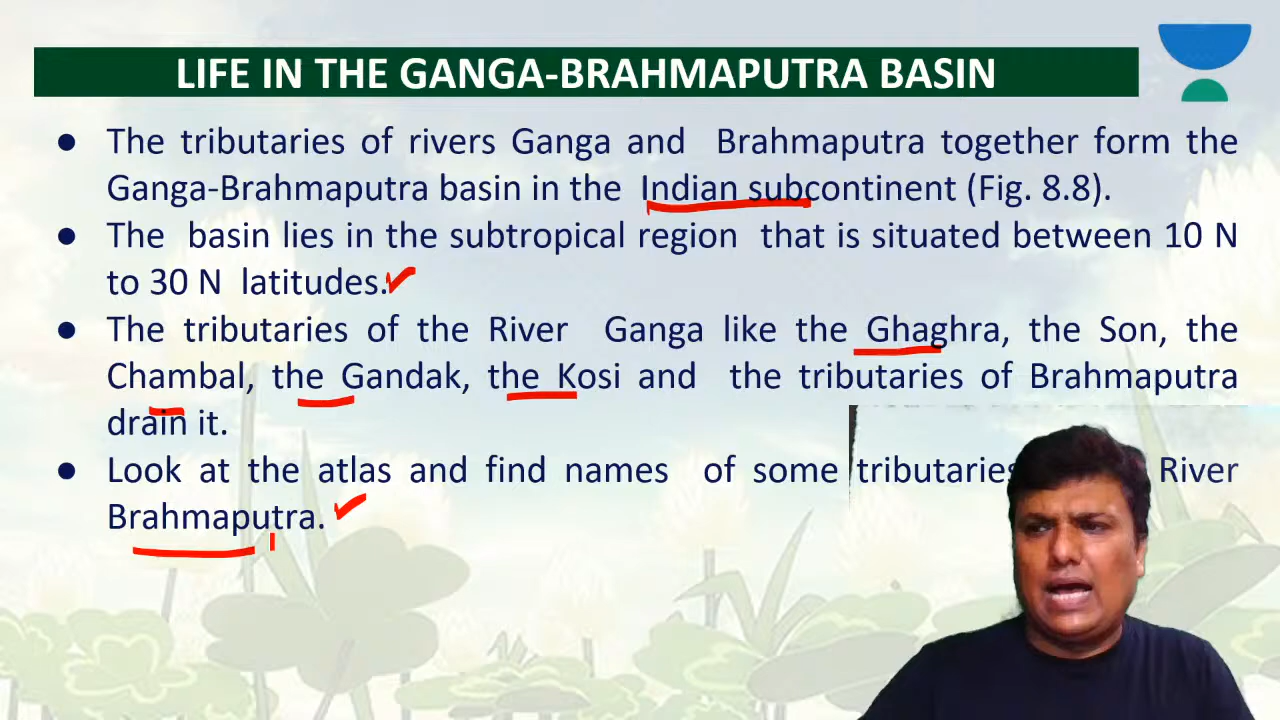 LIFE IN THE GANGA-BRAHMAPUTRA BASIN
● The tributaries of rivers Ganga and Brahmaputra together form the
Ganga-Brahmaputra basin in the Indian subcontinent (Fig. 8.8).
● The basin lies in the subtropical region that is situated between 10 N
to 30 N latitudes.
● The tributaries of the River Ganga like the Ghaghra, the Son, the
Chambal, the Gandak, the Kosi and the tributaries of Brahmaputra
drain it.
● Look at the atlas and find names of some tributaries River
Brahmaputra.